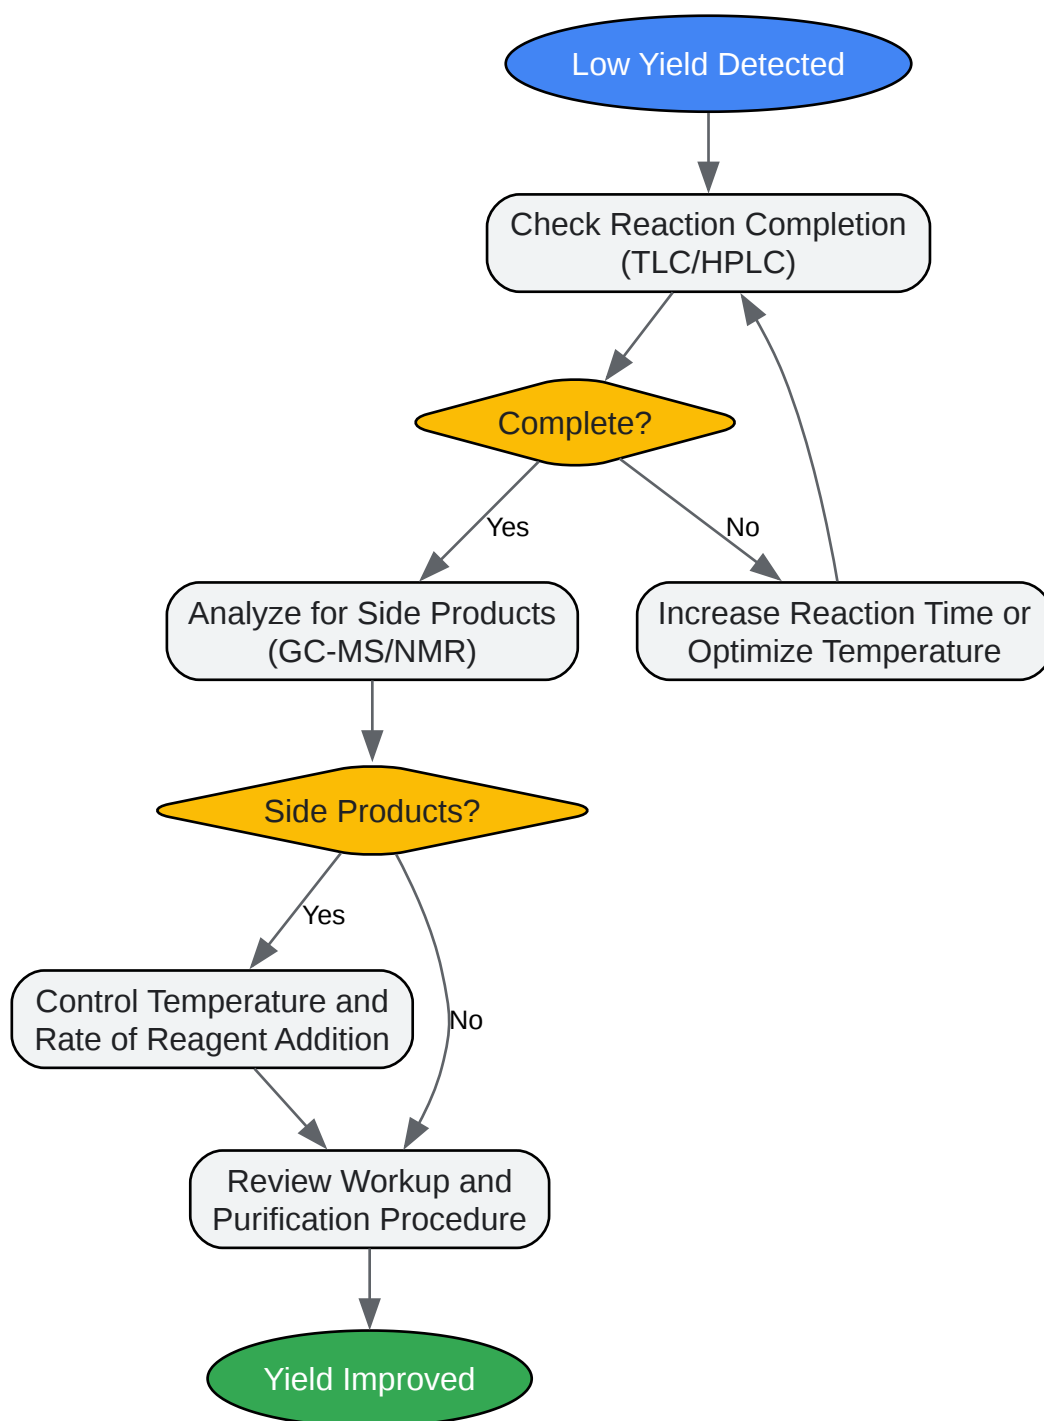 Low Yield Detected
Check Reaction Completion
(TLC/HPLC)
Complete?
Yes
No
Analyze for Side Products
(GC-MS/NMR)
Increase Reaction Time or
Optimize Temperature
Side Products?
Yes
Control Temperature and
Rate of Reagent Addition
No
Review Workup and
Purification Procedure
Yield Improved